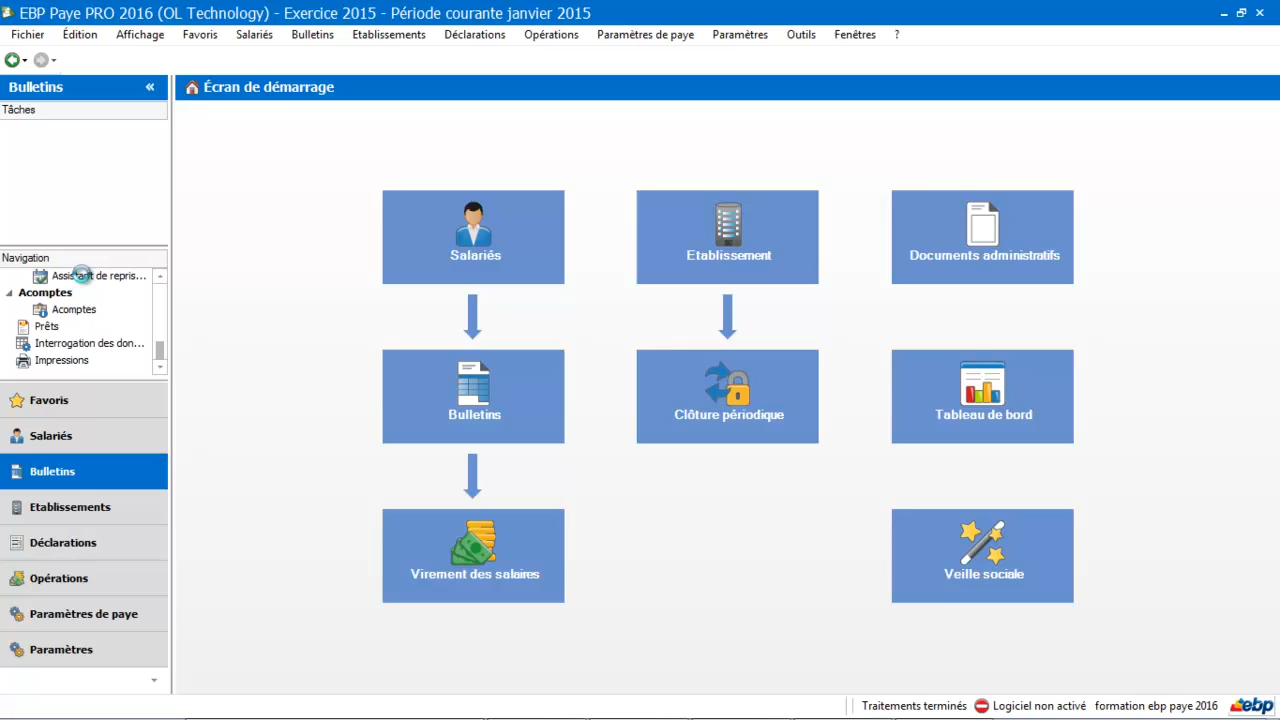 EBP Paye PRO 2016 (OL Technology) - Exercice 2015 - Période courante janvier 2015
Fichier Édition Affichage Favoris Salariés Bulletins Etablissements Déclarations Opérations Paramètres de paye Paramètres Outils Fenêtres ?
Bulletins «
Écran de démarrage
Tâches
Navigation
Assistant de repris...
Acomptes
Acomptes
Prêts
Interrogation des don...
Impressions
Favoris
Salariés
Bulletins
Etablissements
Déclarations
Opérations
Paramètres de paye
Paramètres
Salariés
Etablissement
Documents administratifs
Bulletins
Clôture périodique
Tableau de bord
Virement des salaires
Veille sociale
Traitements terminés Logiciel non activé formation ebp paye 2016 ebp